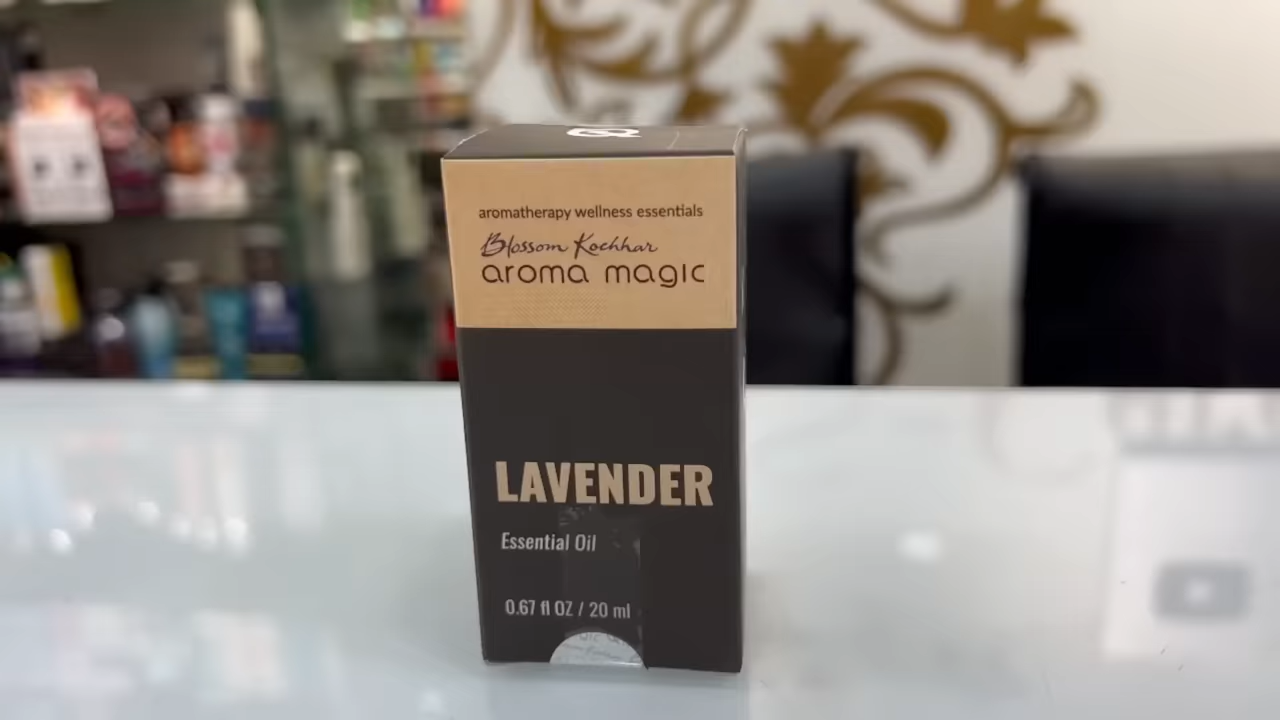 aromatherapy wellness essentials
Blossom Kochhar
aroma magic
LAVENDER
Essential Oil
0.67 fl OZ / 20 ml